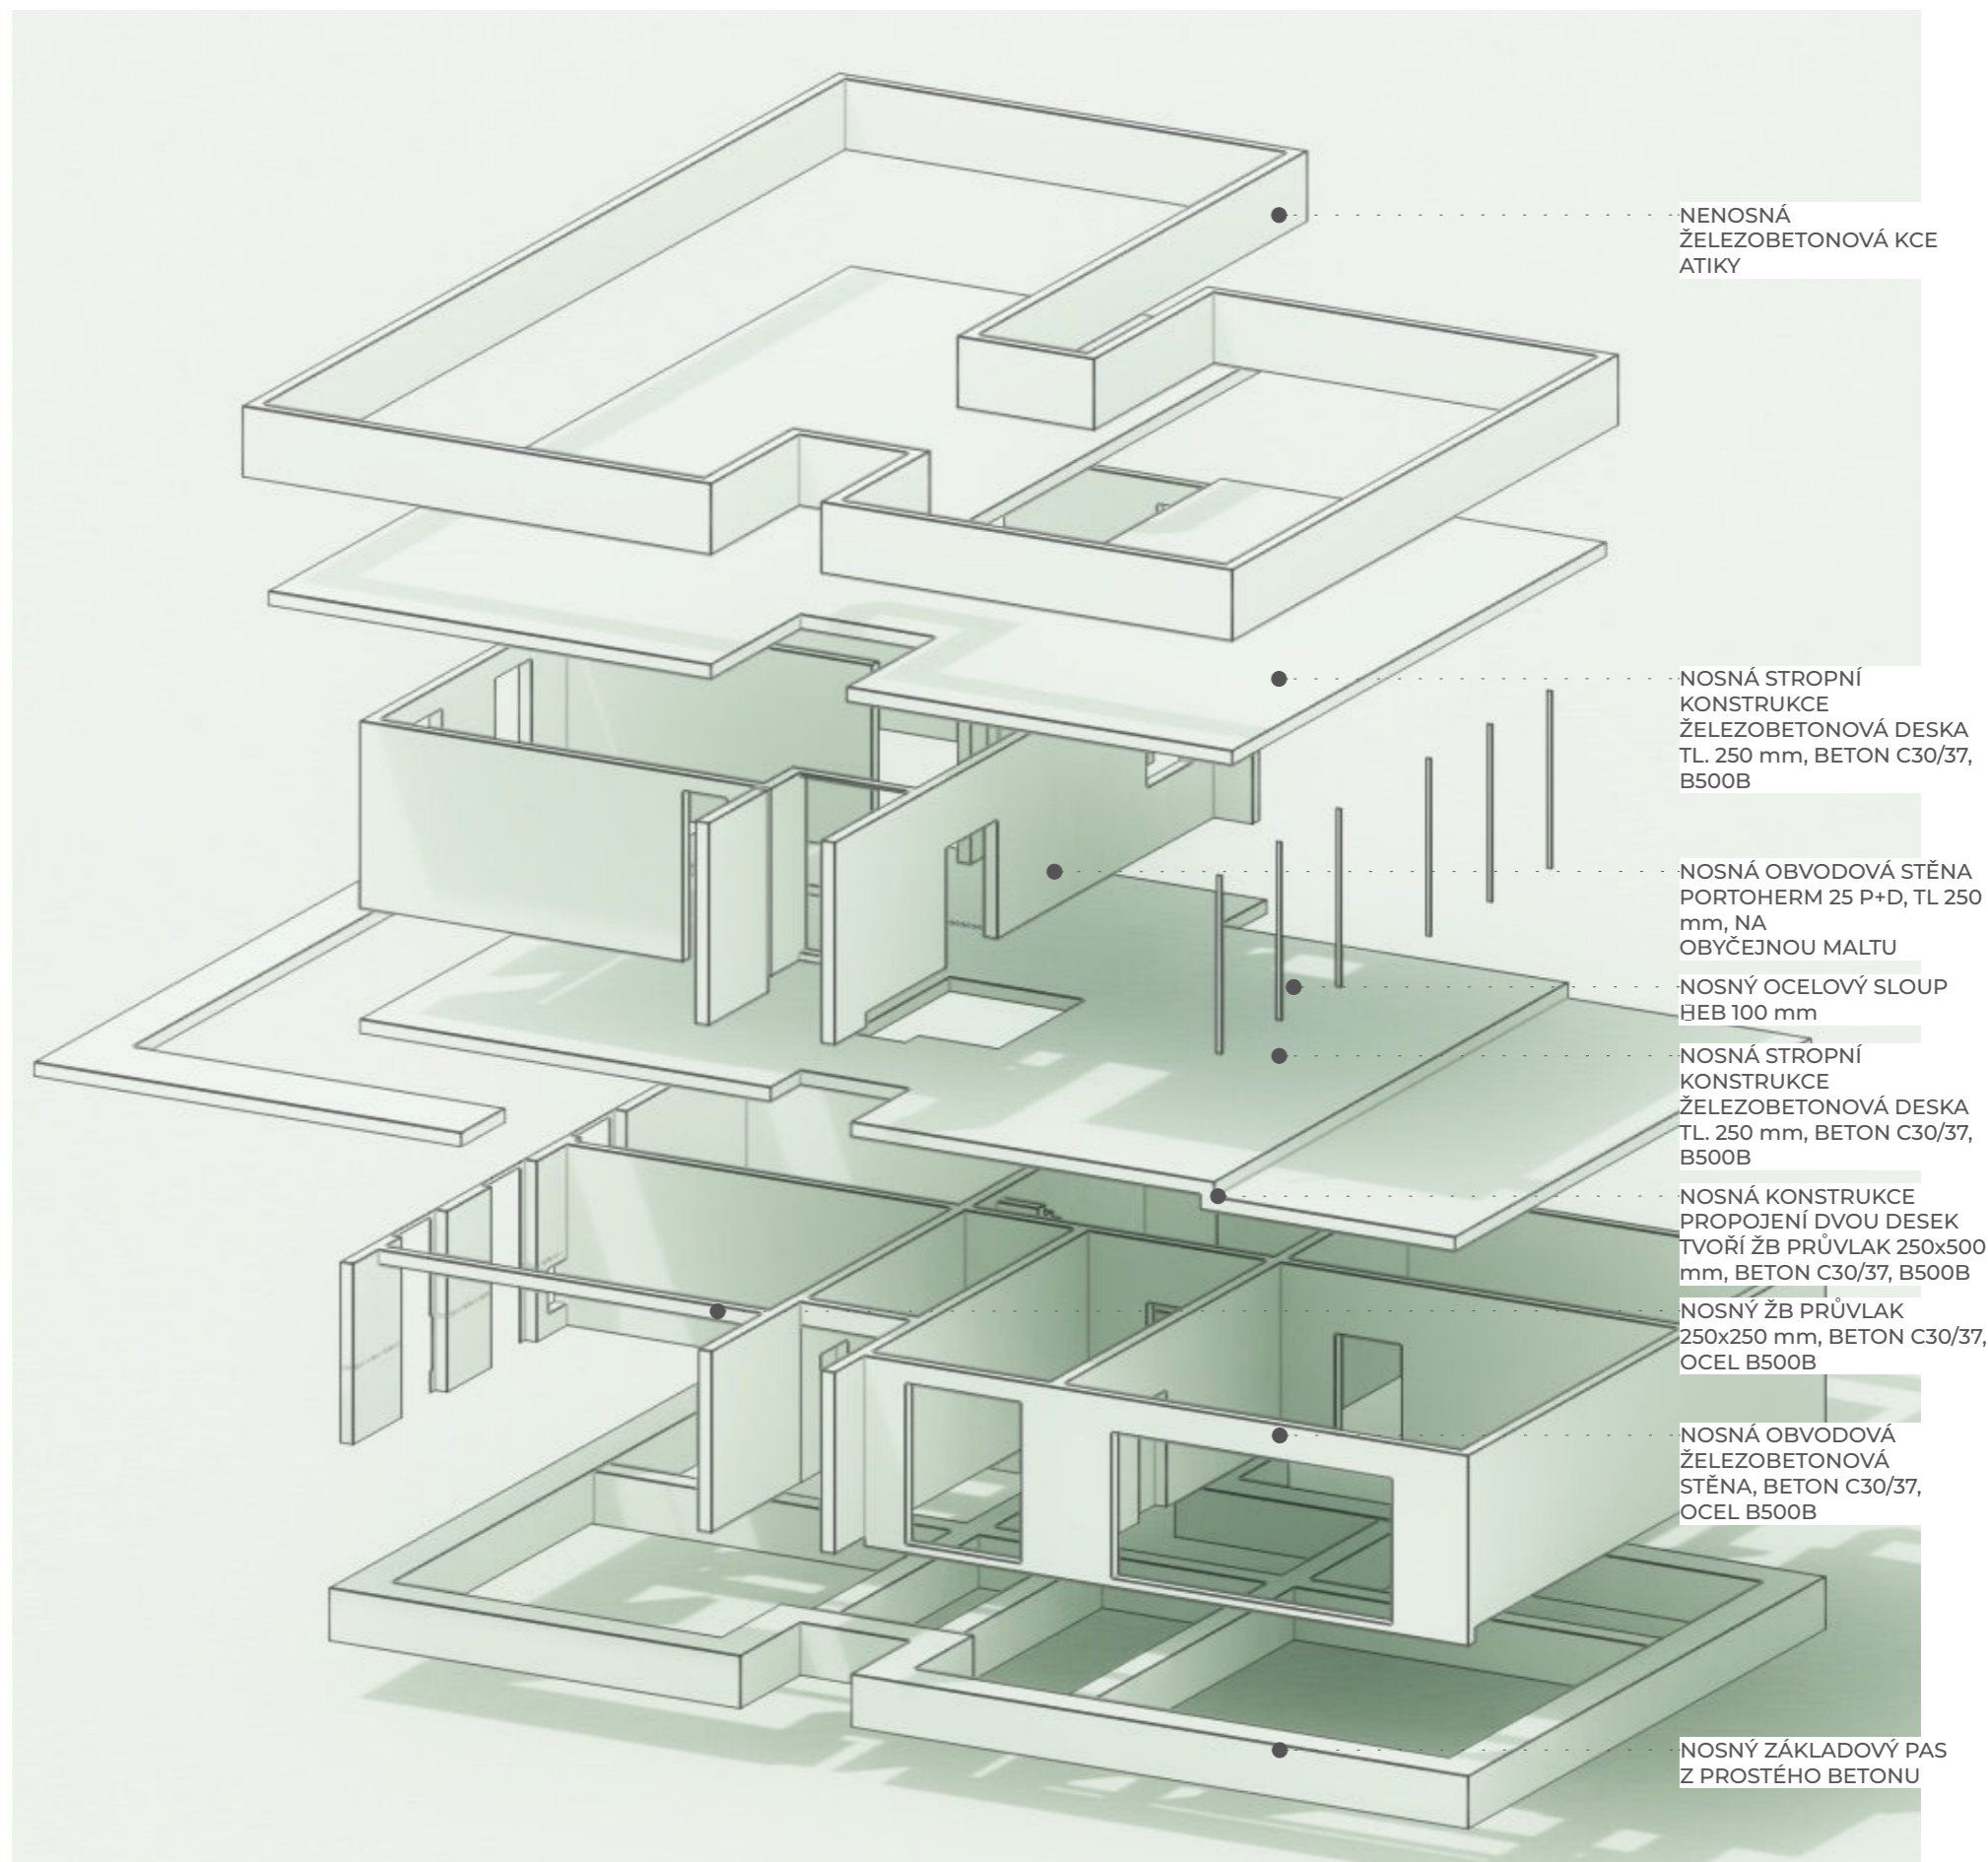 NENOSNÁ
ŽELEZOBETONOVÁ KCE
ATIKY
NOSNÁ STROPNÍ
KONSTRUKCE
ŽELEZOBETONOVÁ DESKA
TL. 250 mm, BETON C30/37,
B500B
NOSNÁ OBVODOVÁ STĚNA
PORTOHERM 25 P+D, TL 250
mm, NA
OBYČEJNOU MALTU
NOSNÝ OCELOVÝ SLOUP
HEB 100 mm
NOSNÁ STROPNÍ
KONSTRUKCE
ŽELEZOBETONOVÁ DESKA
TL. 250 mm, BETON C30/37,
B500B
NOSNÁ KONSTRUKCE
PROPOJENÍ DVOU DESEK
TVOŘÍ ŽB PRŮVLAK 250x500
mm, BETON C30/37, B500B
NOSNÝ ŽB PRŮVLAK
250x250 mm, BETON C30/37,
OCEL B500B
NOSNÁ OBVODOVÁ
ŽELEZOBETONOVÁ
STĚNA, BETON C30/37,
OCEL B500B
NOSNÝ ZÁKLADOVÝ PAS
Z PROSTÉHO BETONU